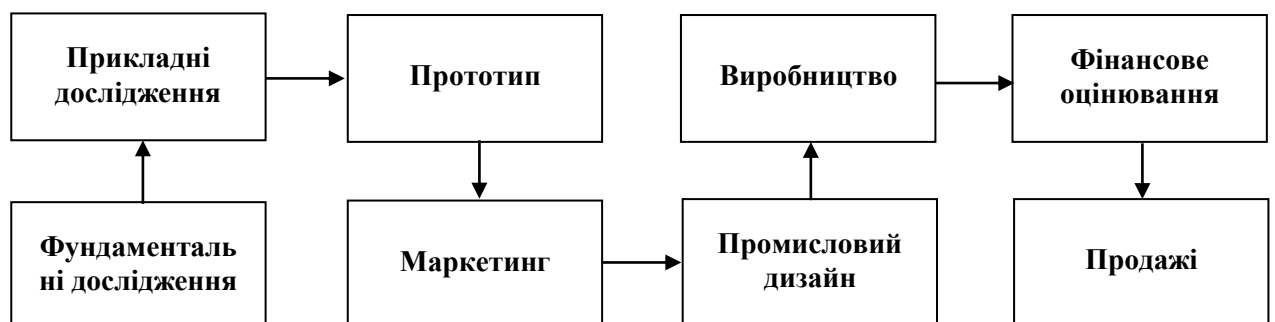 Прикладні
дослідження
Прототип
Виробництво
Фінансове
оцінювання
Фундаменталь
ні дослідження
Маркетинг
Промисловий
дизайн
Продажі